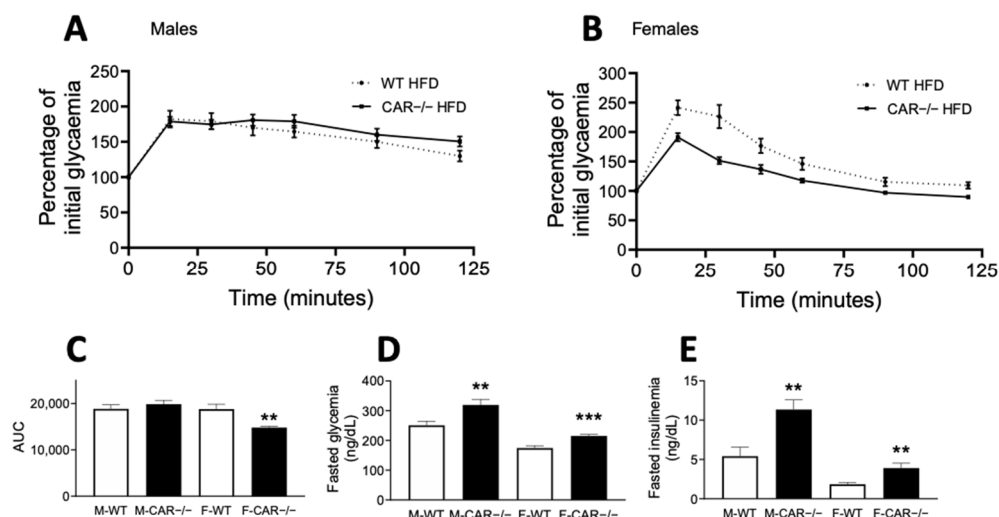 A Males
B Females
250
200
150
100
50
0
Percentage of
initial glycaemia
WT HFD
CAR−/− HFD
0 25 50 75 100 125
Time (minutes)
300
250
200
150
100
50
0
Percentage of
initial glycaemia
WT HFD
CAR−/− HFD
0 25 50 75 100 125
Time (minutes)
C
20,000
10,000
0
AUC
**
M-WT M-CAR−/− F-WT F-CAR−/−
D
400
300
200
100
0
Fasted glycemia
(ng/dL)
**
***
M-WT M-CAR−/− F-WT F-CAR−/−
E
15
10
5
0
Fasted insulinemia
(ng/dL)
**
**
M-WT M-CAR−/− F-WT F-CAR−/−